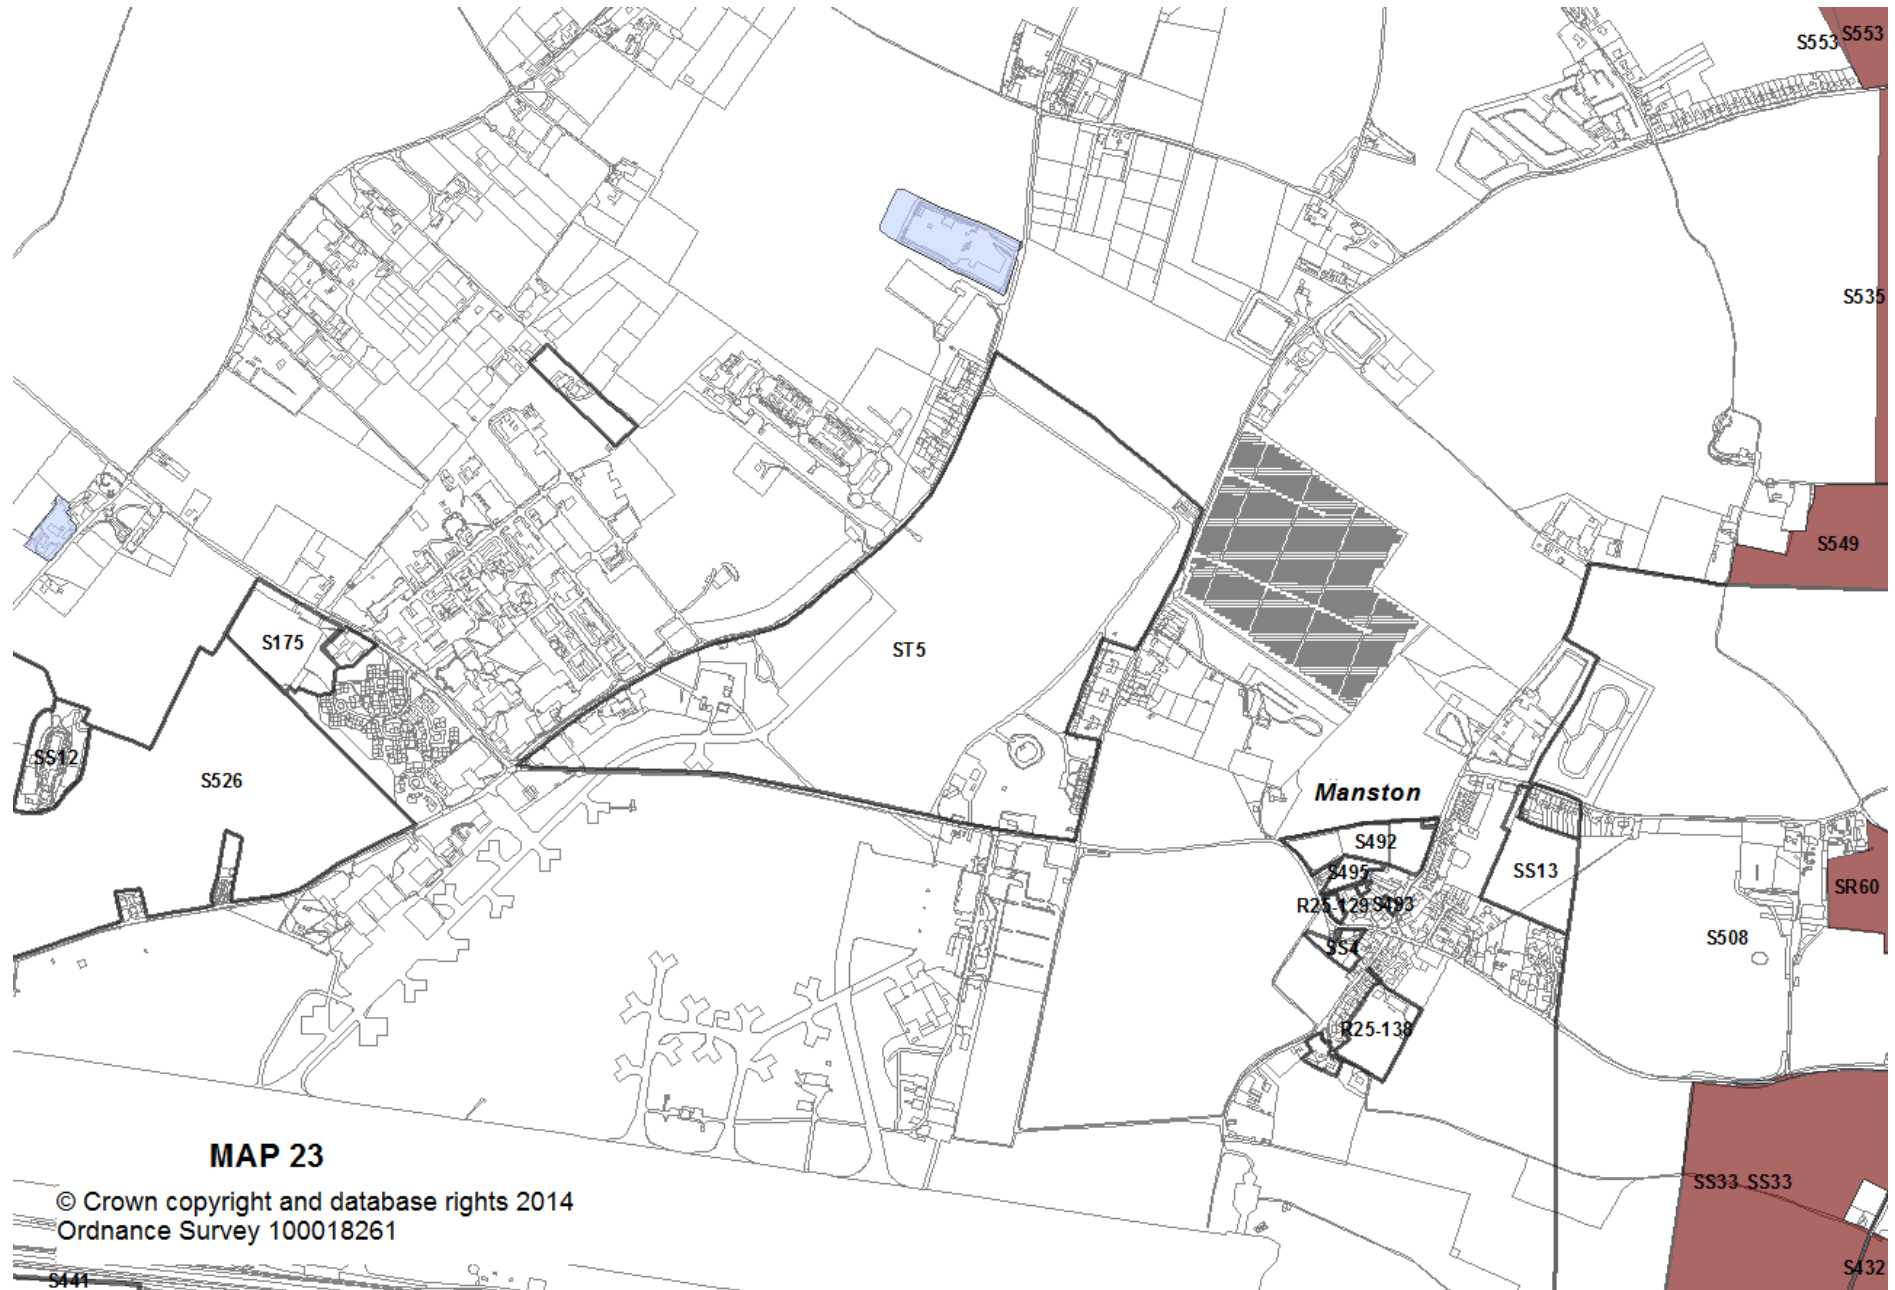 S553 S553
S535
S549
S175
ST5
SS12
S526
Manston
S492
S495
SS13
SR60
R25-129
S493
SS4
S508
R25-138
MAP 23
SS33 SS33
© Crown copyright and database rights 2014
Ordnance Survey 100018261
S432
S441